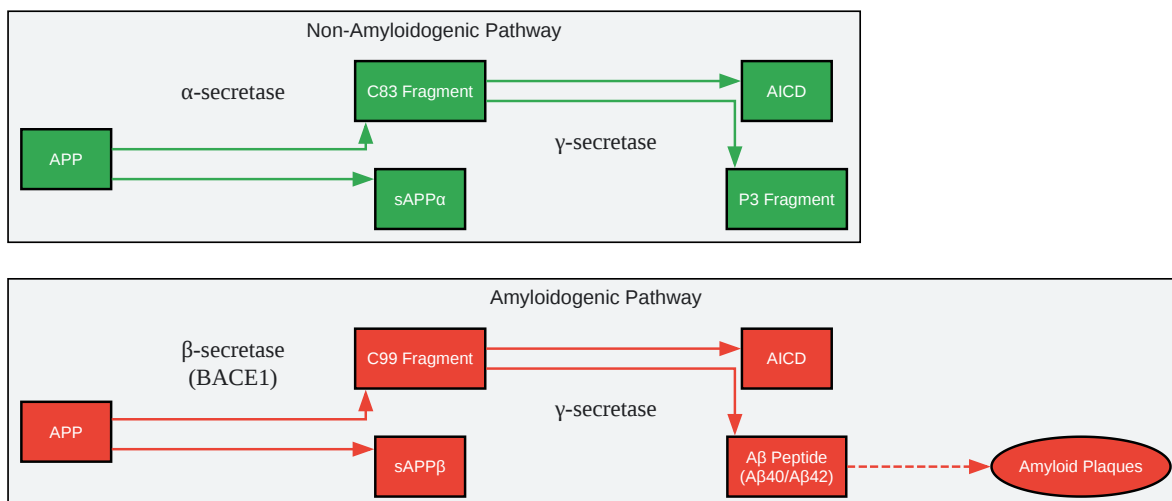 Non-Amyloidogenic Pathway
α-secretase
C83 Fragment
AICD
γ-secretase
APP
sAPPα
P3 Fragment
Amyloidogenic Pathway
β-secretase
(BACE1)
C99 Fragment
AICD
γ-secretase
APP
sAPPβ
Aβ Peptide
(Aβ40/Aβ42)
Amyloid Plaques